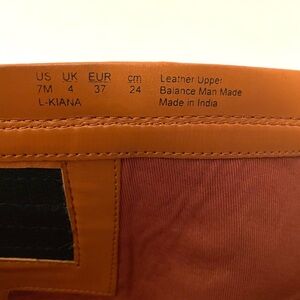 US UK EUR cm Leather Upper
7M 4 37 24 Balance Man Made
L-KIANA Made in India